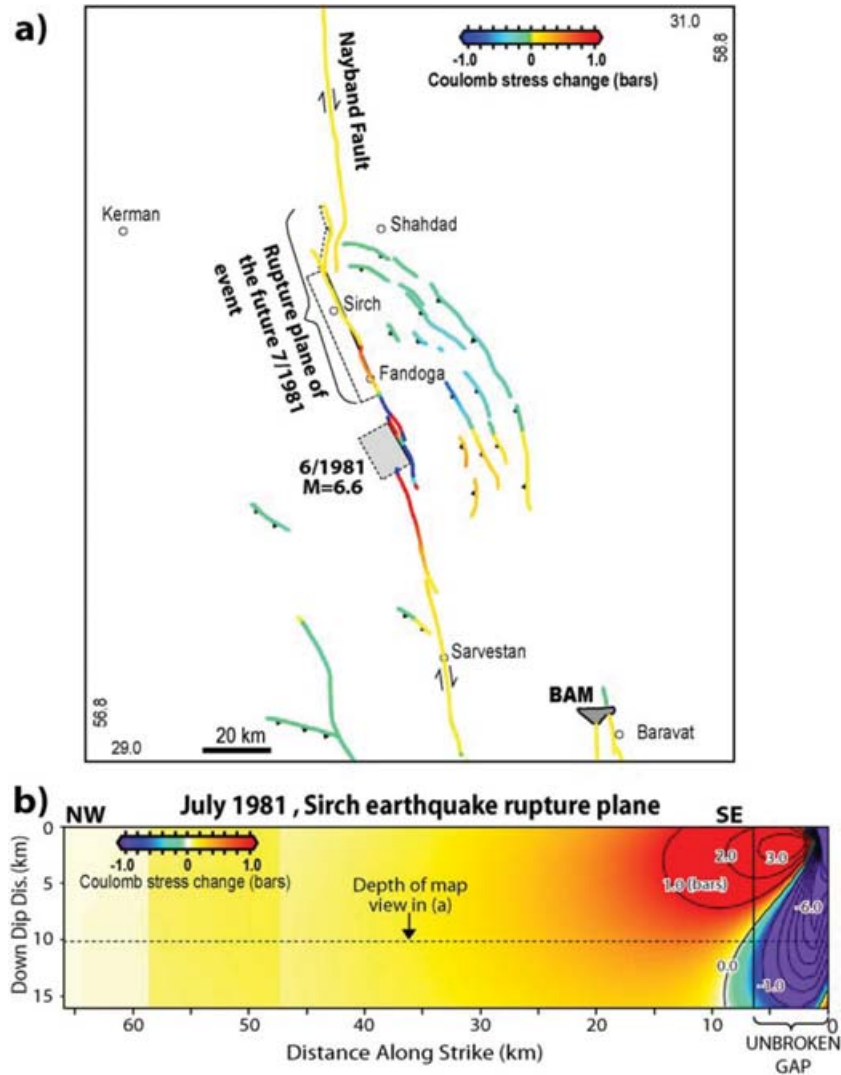 a)
31.0
58.8
-1.0 0 1.0
Coulomb stress change (bars)
Nayband Fault
Kerman
Shahdad
Rupture plane of
the future 7/1981
event
Sirch
Fandoga
6/1981
M=6.6
Sarvestan
BAM
Baravat
56.8
29.0
20 km
b) NW July 1981 , Sirch earthquake rupture plane SE
-1.0 0 1.0
Coulomb stress change (bars)
Depth of map
view in (a)
2.0
3.0
1.0 (bars)
-6.0
0.0
-1.0
Down Dip Dis. (km)
0
5
10
15
60 50 40 30 20 10 0
Distance Along Strike (km)
UNBROKEN
GAP